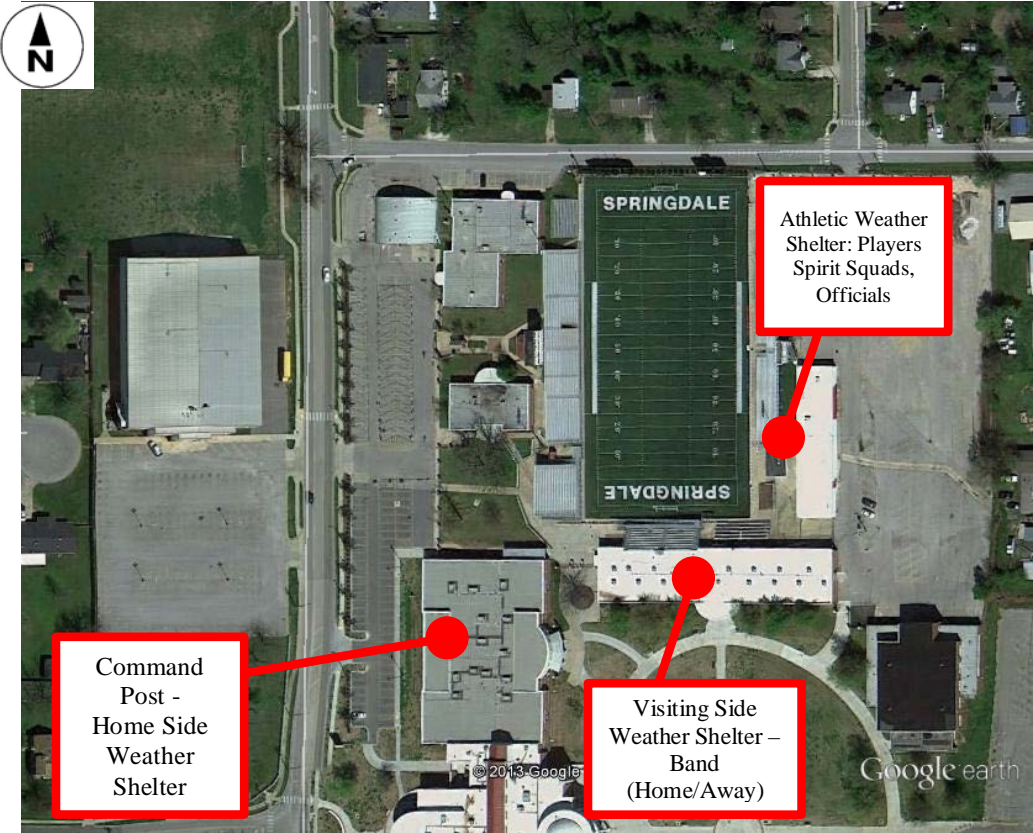 N
SPRINGDALE
Athletic Weather
Shelter: Players
Spirit Squads,
Officials
SPRINGDALE
Command
Post -
Home Side
Weather
Shelter
Visiting Side
Weather Shelter –
Band
(Home/Away)
© 2013 Google
Google earth